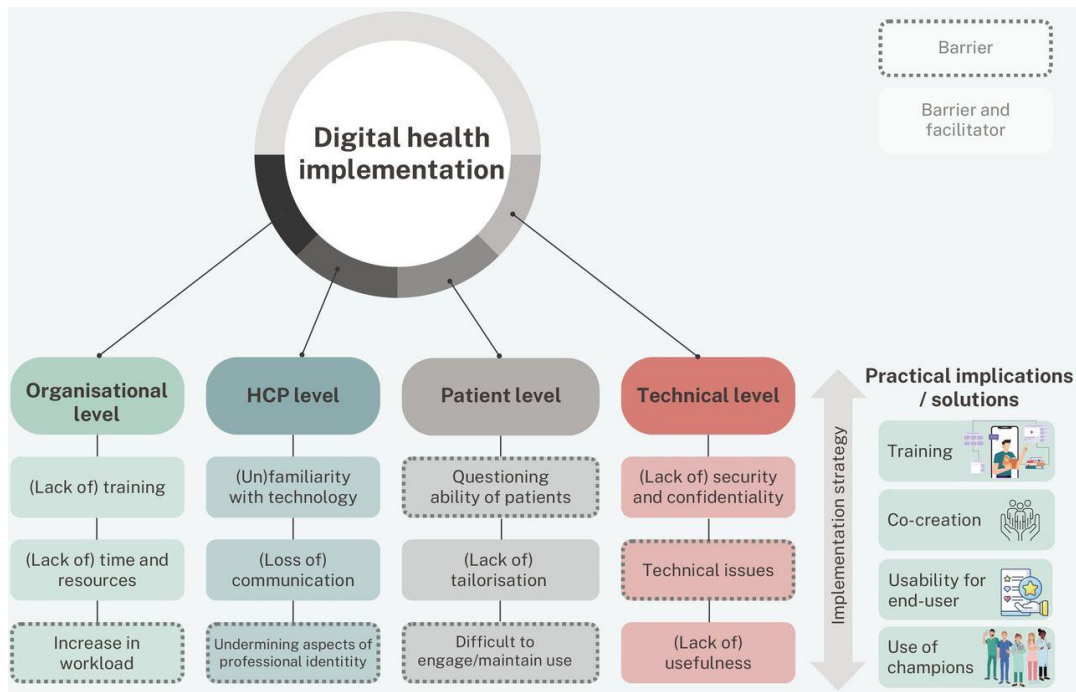 Barrier
Barrier and
facilitator
Digital health
implementation
Organisational
level
(Lack of) training
(Lack of) time and
resources
Increase in
workload
HCP level
(Un)familiarity
with technology
(Loss of)
communication
Undermining aspects of
professional identitity
Patient level
Questioning
ability of patients
(Lack of)
tailorisation
Difficult to
engage/maintain use
Technical level
(Lack of) security
and confidentiality
Technical issues
(Lack of)
usefulness
Implementation strategy
Practical implications
/ solutions
Training
Co-creation
Usability for
end-user
Use of
champions